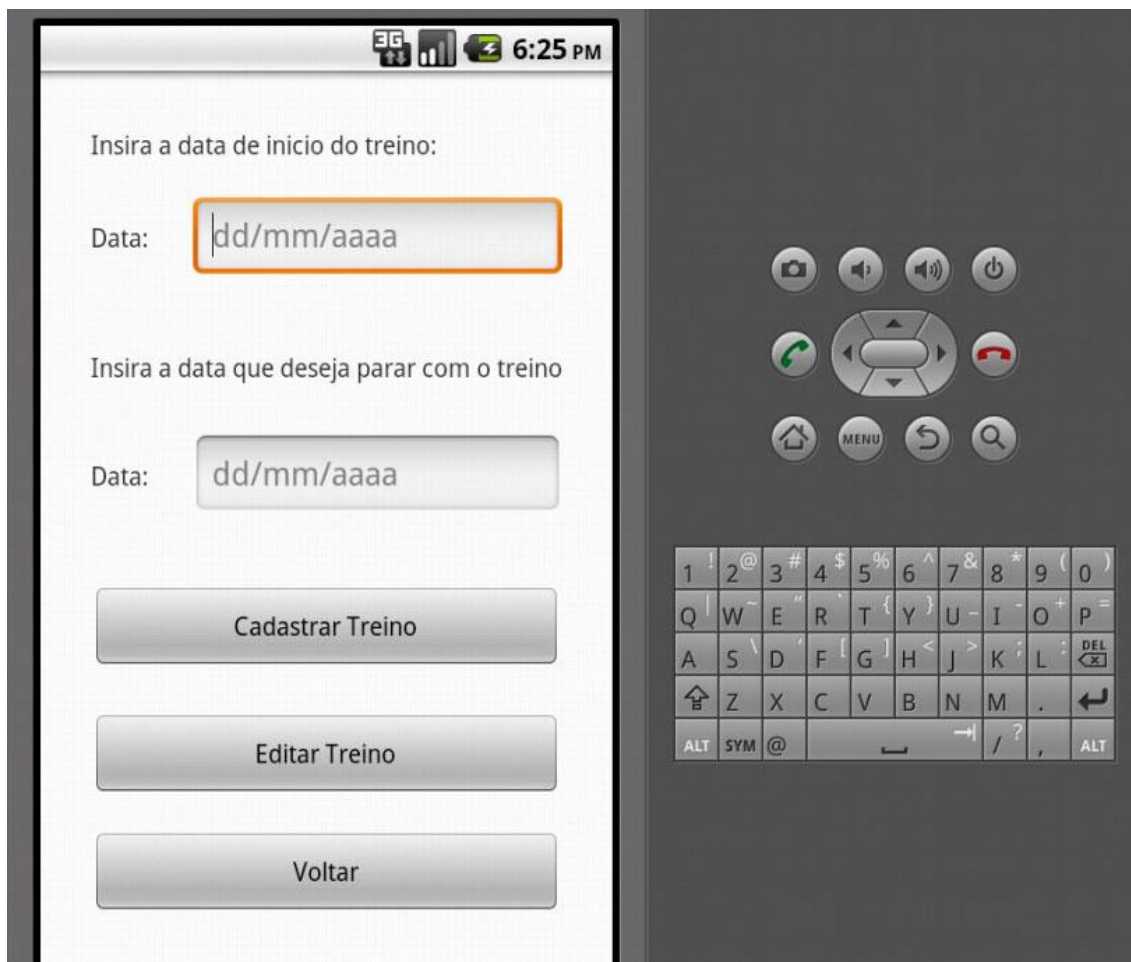 3G 6:25 PM
Insira a data de inicio do treino:
Data: dd/mm/aaaa
Insira a data que deseja parar com o treino
Data: dd/mm/aaaa
Cadastrar Treino
Editar Treino
Voltar
MENU
1 ! 2 @ 3 # 4 $ 5 % 6 ^ 7 & 8 * 9 ( 0 )
Q | W ~ E " R ` T { Y } U _ I - O + P =
A S \ D ' F [ G ] H < J > K ; L : DEL
Z X C V B N M .
ALT SYM @ / ? , ALT